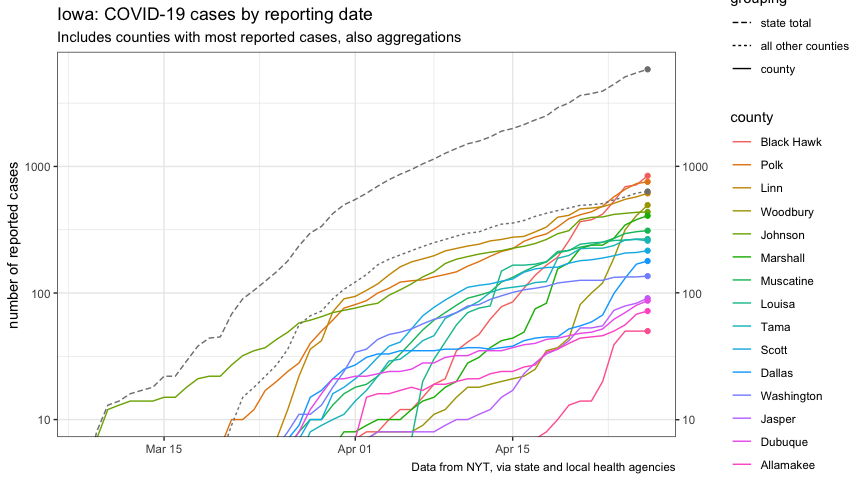 Iowa: COVID-19 cases by reporting date
Includes counties with most reported cases, also aggregations
number of reported cases
1000
100
10
1000
100
10
Mar 15
Apr 01
Apr 15
Data from NYT, via state and local health agencies
grouping
state total
all other counties
county
county
Black Hawk
Polk
Linn
Woodbury
Johnson
Marshall
Muscatine
Louisa
Tama
Scott
Dallas
Washington
Jasper
Dubuque
Allamakee